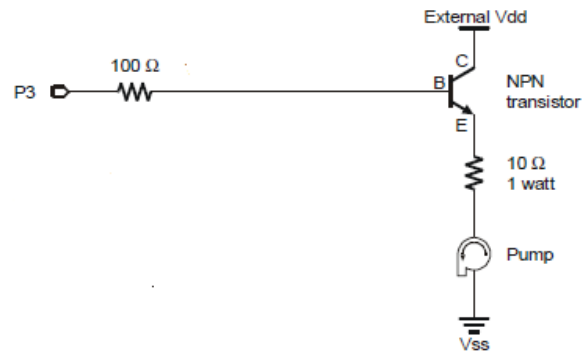 External Vdd
100 Ω
C
P3
B
NPN
transistor
E
10 Ω
1 watt
Pump
Vss